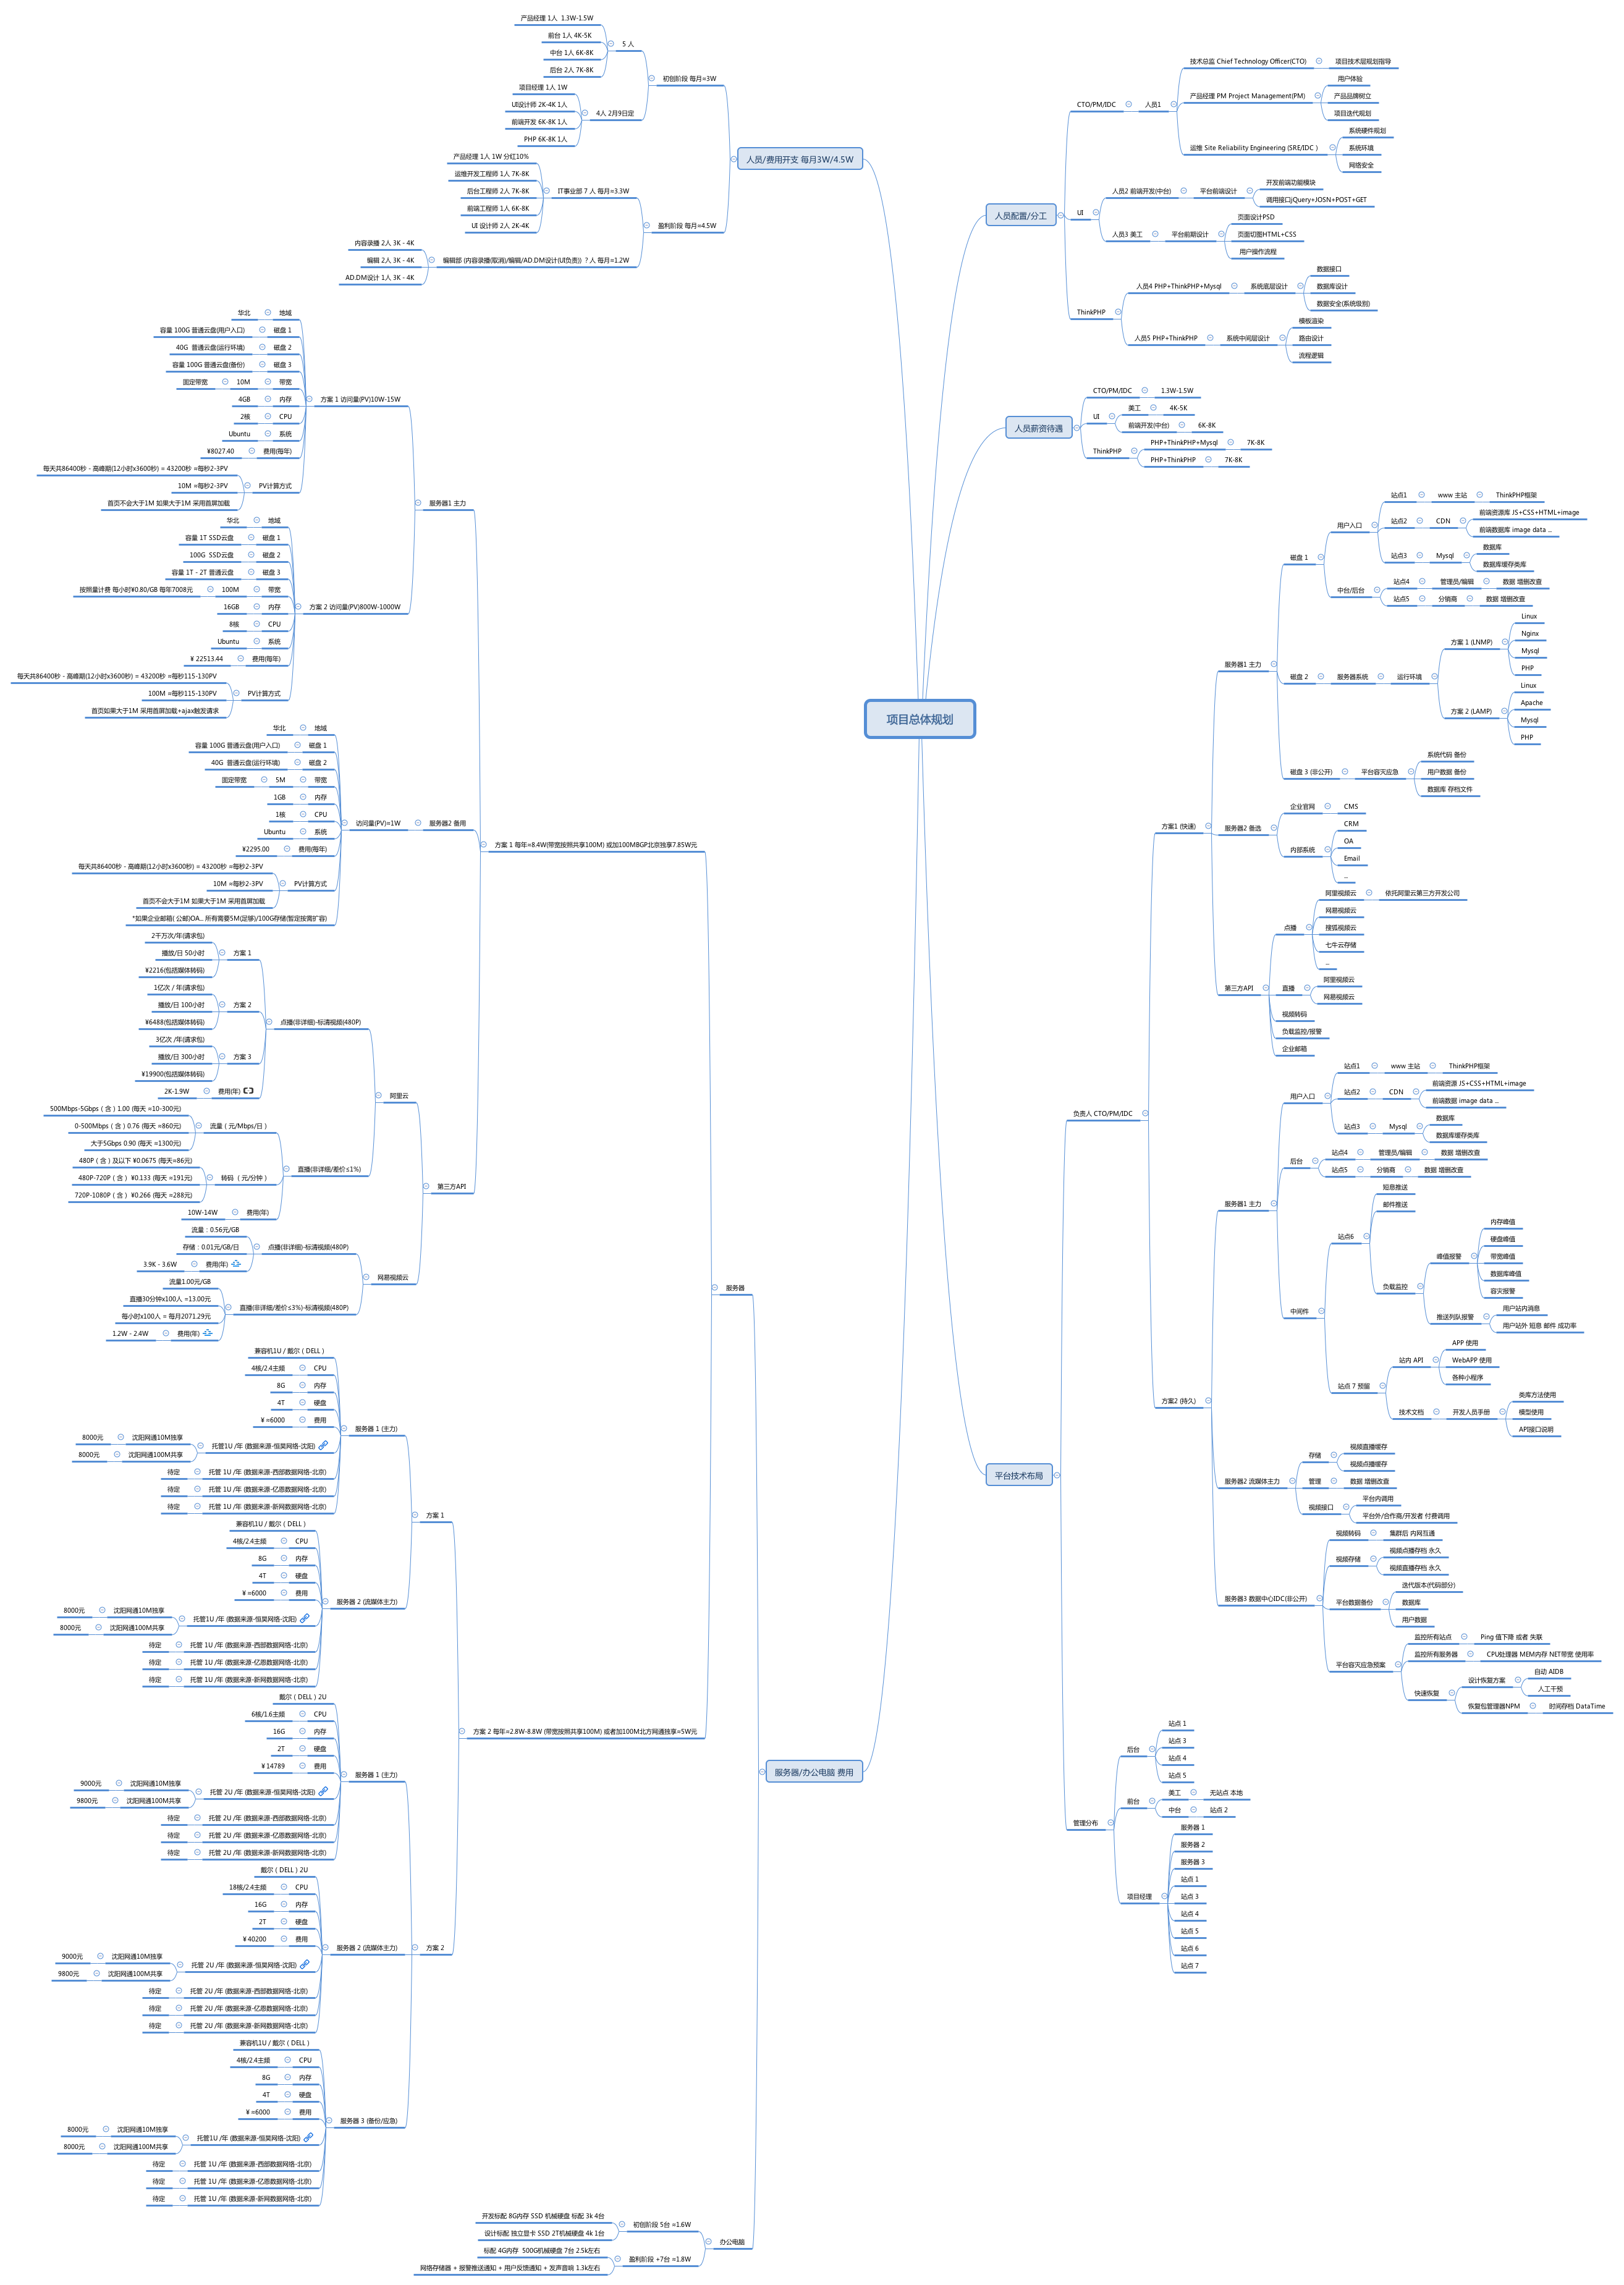 项目总体规划
人员/费用开支 每月3W/4.5W
初创阶段 每月≈3W
5 人
产品经理 1人 1.3W-1.5W
前台 1人 4K-5K
中台 1人 6K-8K
后台 2人 7K-8K
4人 2月9日定
项目经理 1人 1W
UI设计师 2K-4K 1人
前端开发 6K-8K 1人
PHP 6K-8K 1人
盈利阶段 每月≈4.5W
IT事业部 7 人 每月≈3.3W
产品经理 1人 1W 分红10%
运维开发工程师 1人 7K-8K
后台工程师 2人 7K-8K
前端工程师 1人 6K-8K
UI 设计师 2人 2K-4K
编辑部 (内容录播(取消)/编辑/AD.DM设计(UI负责)) ? 人 每月≈1.2W
内容录播 2人 3K - 4K
编辑 2人 3K - 4K
AD.DM设计 1人 3K - 4K
人员配置/分工
CTO/PM/IDC
人员1
技术总监 Chief Technology Officer(CTO)
项目技术层规划指导
产品经理 PM Project Management(PM)
用户体验
产品品牌树立
项目迭代规划
运维 Site Reliability Engineering (SRE/IDC )
系统硬件规划
系统环境
网络安全
UI
人员2 前端开发(中台)
平台前端设计
开发前端功能模块
调用接口jQuery+JOSN+POST+GET
人员3 美工
平台前期设计
页面设计PSD
页面切图HTML+CSS
用户操作流程
ThinkPHP
人员4 PHP+ThinkPHP+Mysql
系统底层设计
数据接口
数据库设计
数据安全(系统级别)
人员5 PHP+ThinkPHP
系统中间层设计
模板渲染
路由设计
流程逻辑
人员薪资待遇
CTO/PM/IDC
1.3W-1.5W
UI
美工
4K-5K
前端开发(中台)
6K-8K
ThinkPHP
PHP+ThinkPHP+Mysql
7K-8K
PHP+ThinkPHP
7K-8K
平台技术布局
负责人 CTO/PM/IDC
方案1 (快速)
服务器1 主力
磁盘 1
用户入口
站点1
www 主站
ThinkPHP框架
站点2
CDN
前端资源库 JS+CSS+HTML+image
前端数据库 image data ...
站点3
Mysql
数据库
数据库缓存类库
中台/后台
站点4
管理员/编辑
数据 增删改查
站点5
分销商
数据 增删改查
磁盘 2
服务器系统
运行环境
方案 1 (LNMP)
Linux
Nginx
Mysql
PHP
方案 2 (LAMP)
Linux
Apache
Mysql
PHP
磁盘 3 (非公开)
平台容灾应急
系统代码 备份
用户数据 备份
数据库 存档文件
服务器2 备选
企业官网
CMS
内部系统
CRM
OA
Email
...
第三方API
点播
阿里视频云
依托阿里云第三方开发公司
网易视频云
搜狐视频云
七牛云存储
...
直播
阿里视频云
网易视频云
视频转码
负载监控/报警
企业邮箱
方案2 (持久)
服务器1 主力
用户入口
站点1
www 主站
ThinkPHP框架
站点2
CDN
前端资源 JS+CSS+HTML+image
前端数据 image data ...
站点3
Mysql
数据库
数据库缓存类库
后台
站点4
管理员/编辑
数据 增删改查
站点5
分销商
数据 增删改查
中间件
站点6
短息推送
邮件推送
负载监控
峰值报警
内存峰值
硬盘峰值
带宽峰值
数据库峰值
容灾报警
推送列队报警
用户站内消息
用户站外 短息 邮件 成功率
站点 7 预留
站内 API
APP 使用
WebAPP 使用
各种小程序
技术文档
开发人员手册
类库方法使用
模型使用
API接口说明
服务器2 流媒体主力
存储
视频直播缓存
视频点播缓存
管理
数据 增删改查
视频接口
平台内调用
平台外/合作商/开发者 付费调用
服务器3 数据中心IDC(非公开)
视频转码
集群后 内网互通
视频存储
视频点播存档 永久
视频直播存档 永久
平台数据备份
迭代版本(代码部分)
数据库
用户数据
平台容灾应急预案
监控所有站点
Ping 值下降 或者 失联
监控所有服务器
CPU处理器 MEM内存 NET带宽 使用率
快速恢复
设计恢复方案
自动 AIDB
人工干预
恢复包管理器NPM
时间存档 DataTime
管理分布
后台
站点 1
站点 3
站点 4
站点 5
前台
美工
无站点 本地
中台
站点 2
项目经理
服务器 1
服务器 2
服务器 3
站点 1
站点 3
站点 4
站点 5
站点 6
站点 7
服务器/办公电脑 费用
服务器
方案 1 每年≈8.4W(带宽按照共享100M) 或加100MBGP北京独享7.85W元
服务器1 主力
方案 1 访问量(PV)10W-15W
地域
华北
磁盘 1
容量 100G 普通云盘(用户入口)
磁盘 2
40G 普通云盘(运行环境)
磁盘 3
容量 100G 普通云盘(备份)
带宽
10M
固定带宽
内存
4GB
CPU
2核
系统
Ubuntu
费用(每年)
¥8027.40
PV计算方式
每天共86400秒 - 高峰期(12小时x3600秒) = 43200秒 ≈每秒2-3PV
10M ≈每秒2-3PV
首页不会大于1M 如果大于1M 采用首屏加载
方案 2 访问量(PV)800W-1000W
地域
华北
磁盘 1
容量 1T SSD云盘
磁盘 2
100G SSD云盘
磁盘 3
容量 1T - 2T 普通云盘
带宽
100M
按照量计费 每小时¥0.80/GB 每年7008元
内存
16GB
CPU
8核
系统
Ubuntu
费用(每年)
¥ 22513.44
PV计算方式
每天共86400秒 - 高峰期(12小时x3600秒) = 43200秒 ≈每秒115-130PV
100M ≈每秒115-130PV
首页如果大于1M 采用首屏加载+ajax触发请求
服务器2 备用
访问量(PV)≈1W
地域
华北
磁盘 1
容量 100G 普通云盘(用户入口)
磁盘 2
40G 普通云盘(运行环境)
带宽
5M
固定带宽
内存
1GB
CPU
1核
系统
Ubuntu
费用(每年)
¥2295.00
PV计算方式
每天共86400秒 - 高峰期(12小时x3600秒) = 43200秒 ≈每秒2-3PV
10M ≈每秒2-3PV
首页不会大于1M 如果大于1M 采用首屏加载
*如果企业邮箱( 公邮)OA... 所有需要5M(足够)/100G存储(暂定按需扩容)
第三方API
阿里云
点播(非详细)-标清视频(480P)
方案 1
2千万次/年(请求包)
播放/日 50小时
¥2216(包括媒体转码)
方案 2
1亿次 / 年(请求包)
播放/日 100小时
¥6488(包括媒体转码)
方案 3
3亿次 /年(请求包)
播放/日 300小时
¥19900(包括媒体转码)
费用(年)
2K-1.9W
直播(非详细/差价≤1%)
流量 ( 元/Mbps/日 )
500Mbps-5Gbps ( 含 ) 1.00 (每天 ≈10-300元)
0-500Mbps ( 含 ) 0.76 (每天 ≈860元)
大于5Gbps 0.90 (每天 ≈1300元)
转码 ( 元/分钟 )
480P ( 含 ) 及以下 ¥0.0675 (每天≈86元)
480P-720P ( 含 ) ¥0.133 (每天 ≈191元)
720P-1080P ( 含 ) ¥0.266 (每天 ≈288元)
费用(年)
10W-14W
网易视频云
点播(非详细)-标清视频(480P)
流量：0.56元/GB
存储：0.01元/GB/日
费用(年)
3.9K - 3.6W
直播(非详细/差价≤3%)-标清视频(480P)
流量1.00元/GB
直播30分钟x100人 ≈13.00元
每小时x100人 ≈ 每月2071.29元
费用(年)
1.2W - 2.4W
方案 2 每年≈2.8W-8.8W (带宽按照共享100M) 或者加100M北方网通独享≈5W元
方案 1
服务器 1 (主力)
兼容机1U / 戴尔 ( DELL )
CPU
4核/2.4主频
内存
8G
硬盘
4T
费用
¥ ≈6000
托管1U /年 (数据来源-恒昊网络-沈阳)
沈阳网通10M独享
8000元
沈阳网通100M共享
8000元
托管 1U /年 (数据来源-西部数据网络-北京)
待定
托管 1U /年 (数据来源-亿恩数据网络-北京)
待定
托管 1U /年 (数据来源-新网数据网络-北京)
待定
服务器 2 (流媒体主力)
兼容机1U / 戴尔 ( DELL )
CPU
4核/2.4主频
内存
8G
硬盘
4T
费用
¥ ≈6000
托管1U /年 (数据来源-恒昊网络-沈阳)
沈阳网通10M独享
8000元
沈阳网通100M共享
8000元
托管 1U /年 (数据来源-西部数据网络-北京)
待定
托管 1U /年 (数据来源-亿恩数据网络-北京)
待定
托管 1U /年 (数据来源-新网数据网络-北京)
待定
方案 2
服务器 1 (主力)
戴尔 ( DELL ) 2U
CPU
6核/1.6主频
内存
16G
硬盘
2T
费用
¥ 14789
托管 2U /年 (数据来源-恒昊网络-沈阳)
沈阳网通10M独享
9000元
沈阳网通100M共享
9800元
托管 2U /年 (数据来源-西部数据网络-北京)
待定
托管 2U /年 (数据来源-亿恩数据网络-北京)
待定
托管 2U /年 (数据来源-新网数据网络-北京)
待定
服务器 2 (流媒体主力)
戴尔 ( DELL ) 2U
CPU
18核/2.4主频
内存
16G
硬盘
2T
费用
¥ 40200
托管 2U /年 (数据来源-恒昊网络-沈阳)
沈阳网通10M独享
9000元
沈阳网通100M共享
9800元
托管 2U /年 (数据来源-西部数据网络-北京)
待定
托管 2U /年 (数据来源-亿恩数据网络-北京)
待定
托管 2U /年 (数据来源-新网数据网络-北京)
待定
服务器 3 (备份/应急)
兼容机1U / 戴尔 ( DELL )
CPU
4核/2.4主频
内存
8G
硬盘
4T
费用
¥ ≈6000
托管1U /年 (数据来源-恒昊网络-沈阳)
沈阳网通10M独享
8000元
沈阳网通100M共享
8000元
托管 1U /年 (数据来源-西部数据网络-北京)
待定
托管 1U /年 (数据来源-亿恩数据网络-北京)
待定
托管 1U /年 (数据来源-新网数据网络-北京)
待定
办公电脑
初创阶段 5台 ≈1.6W
开发标配 8G内存 SSD 机械硬盘 标配 3k 4台
设计标配 独立显卡 SSD 2T机械硬盘 4k 1台
盈利阶段 +7台 ≈1.8W
标配 4G内存 500G机械硬盘 7台 2.5k左右
网络存储器 + 报警推送通知 + 用户反馈通知 + 发声音响 1.3k左右